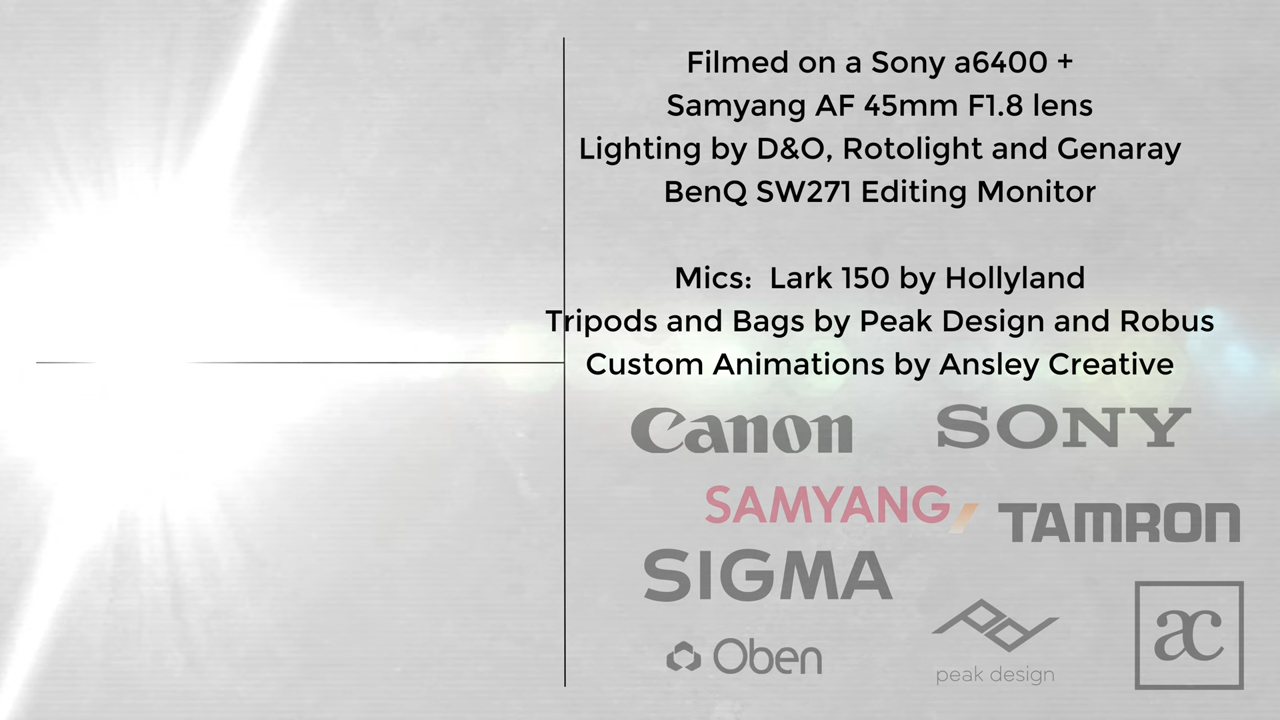 Filmed on a Sony a6400 +
Samyang AF 45mm F1.8 lens
Lighting by D&O, Rotolight and Genaray
BenQ SW271 Editing Monitor
Mics:  Lark 150 by Hollyland
Tripods and Bags by Peak Design and Robus
Custom Animations by Ansley Creative
Canon SONY
SAMYANG TAMRON
SIGMA
Oben peak design ac